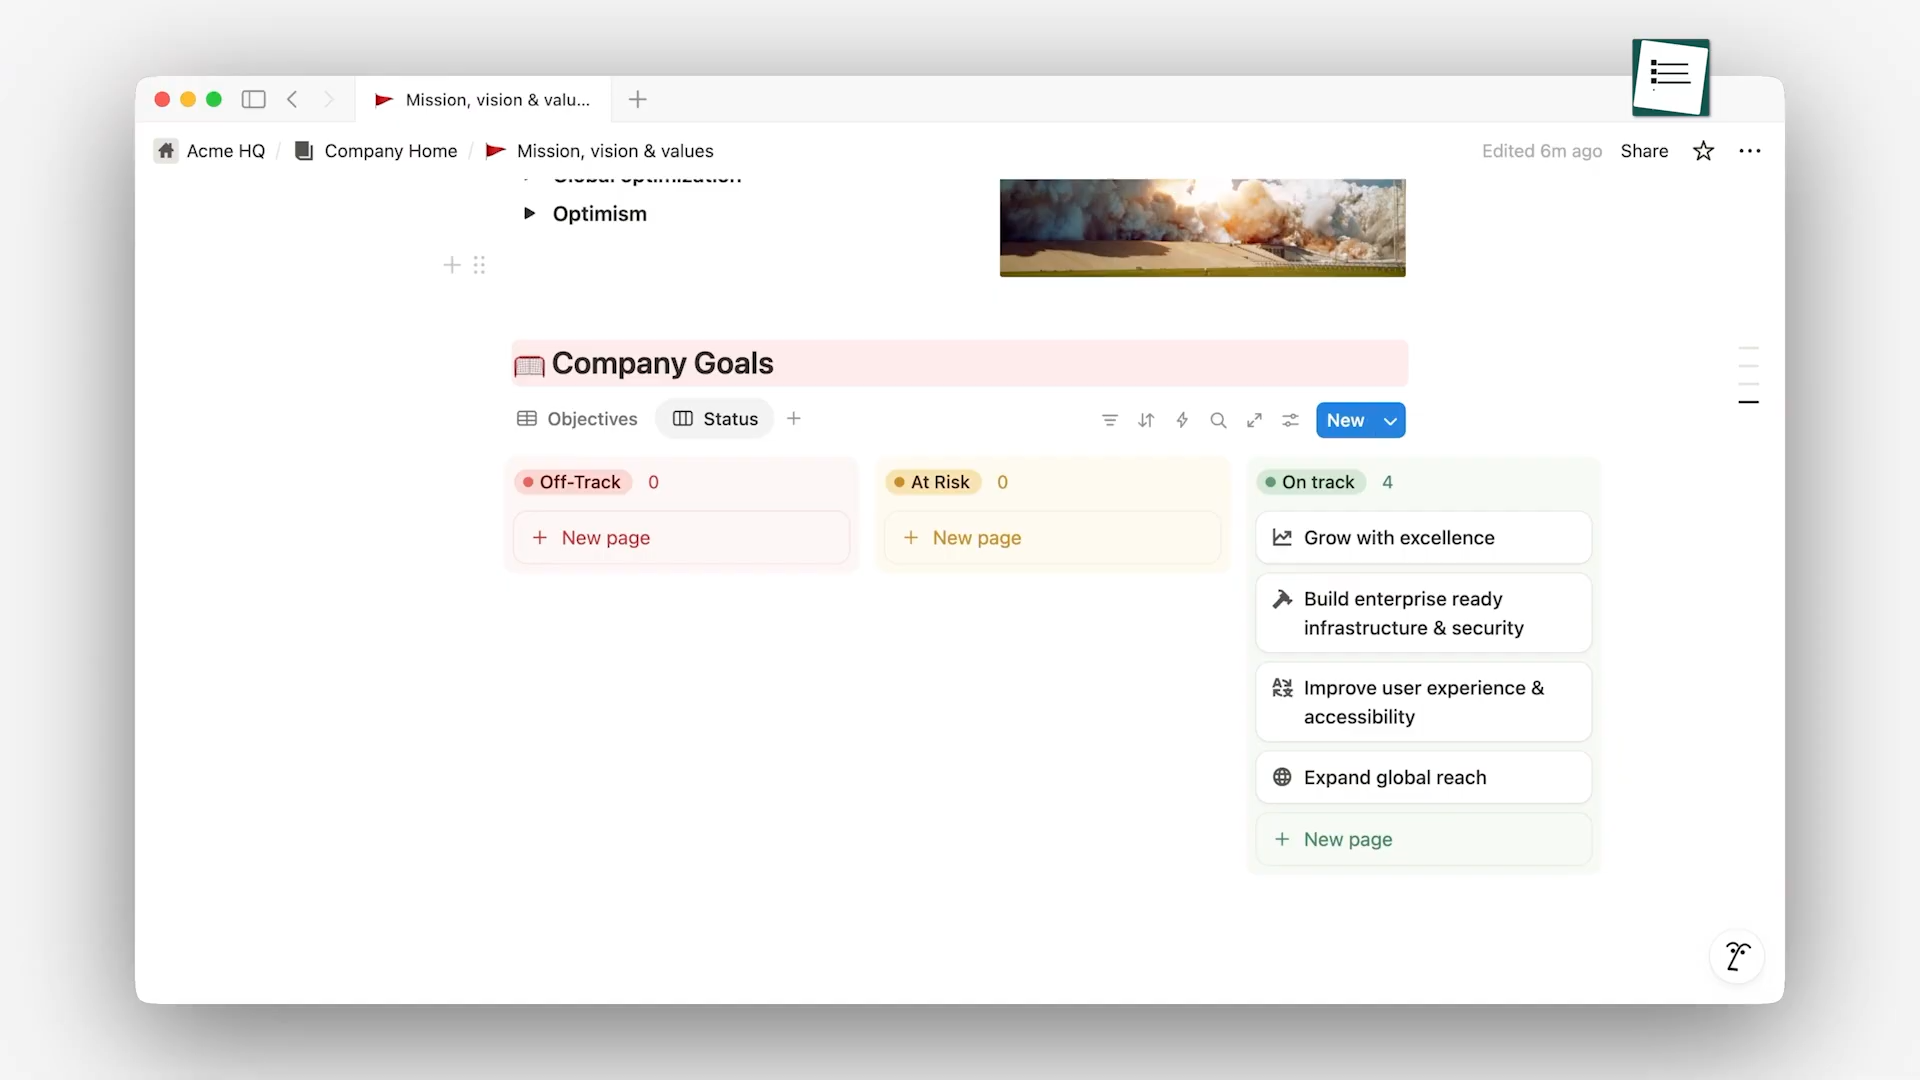 Mission, vision & valu...
Acme HQ / Company Home / Mission, vision & values
Edited 6m ago Share
Global optimization
Optimism
Company Goals
Objectives Status
New
Off-Track 0
New page
At Risk 0
New page
On track 4
Grow with excellence
Build enterprise ready
infrastructure & security
Improve user experience &
accessibility
Expand global reach
New page